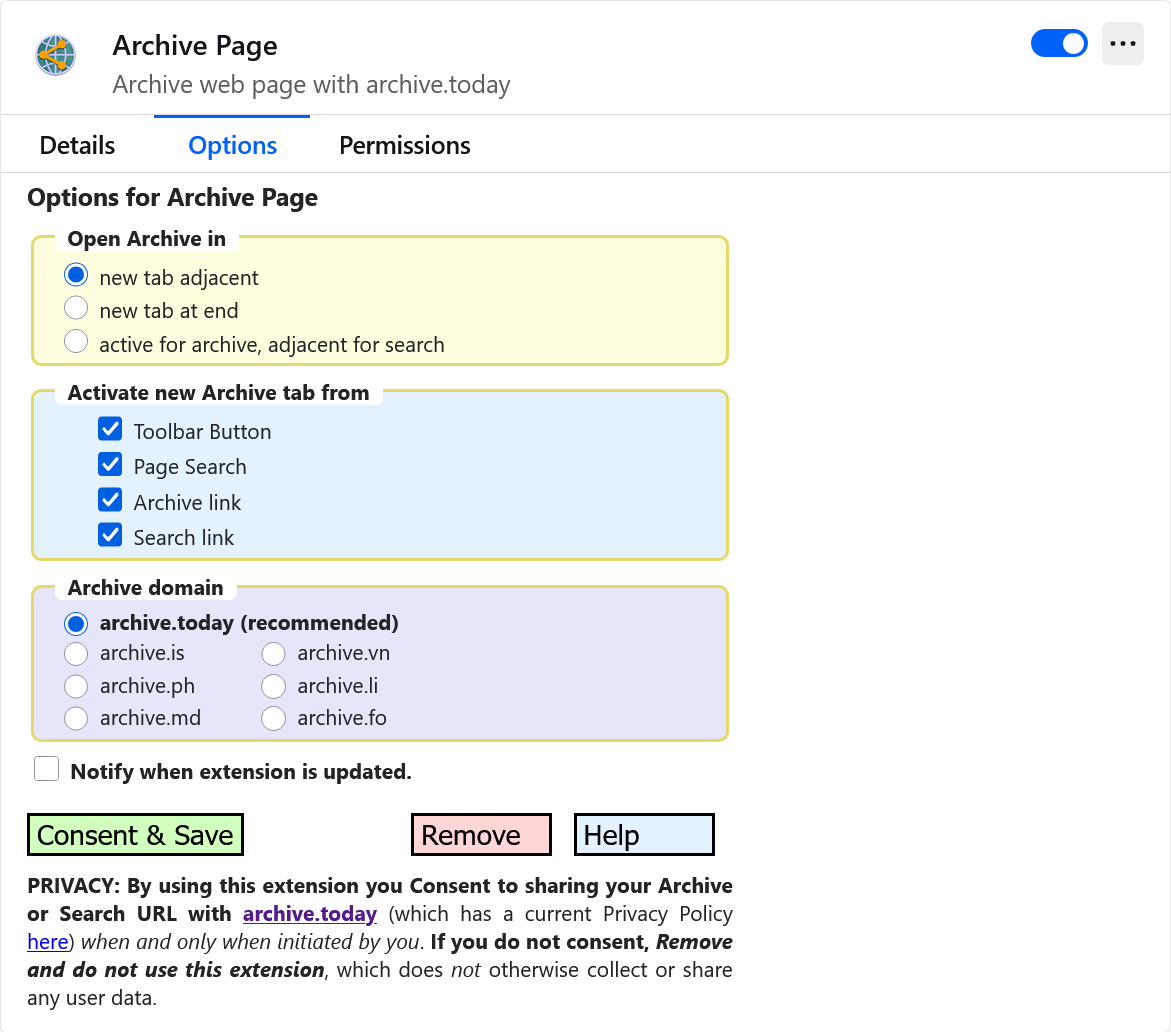 Archive Page
Archive web page with archive.today
Details Options Permissions
Options for Archive Page
Open Archive in
new tab adjacent
new tab at end
active for archive, adjacent for search
Activate new Archive tab from
Toolbar Button
Page Search
Archive link
Search link
Archive domain
archive.today (recommended)
archive.is archive.vn
archive.ph archive.li
archive.md archive.fo
Notify when extension is updated.
Consent & Save Remove Help
PRIVACY: By using this extension you Consent to sharing your Archive
or Search URL with archive.today (which has a current Privacy Policy
here) when and only when initiated by you. If you do not consent, Remove
and do not use this extension, which does not otherwise collect or share
any user data.